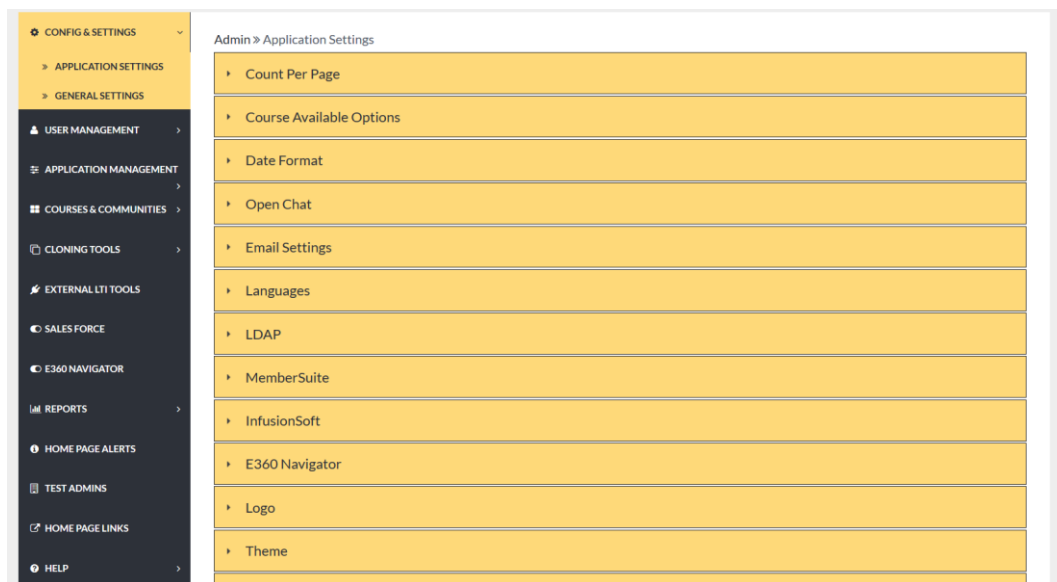 CONFIG & SETTINGS
» APPLICATION SETTINGS
» GENERAL SETTINGS
USER MANAGEMENT
APPLICATION MANAGEMENT
COURSES & COMMUNITIES
CLONING TOOLS
EXTERNAL LTI TOOLS
SALES FORCE
E360 NAVIGATOR
REPORTS
HOME PAGE ALERTS
TEST ADMINS
HOME PAGE LINKS
HELP
Admin » Application Settings
Count Per Page
Course Available Options
Date Format
Open Chat
Email Settings
Languages
LDAP
MemberSuite
InfusionSoft
E360 Navigator
Logo
Theme